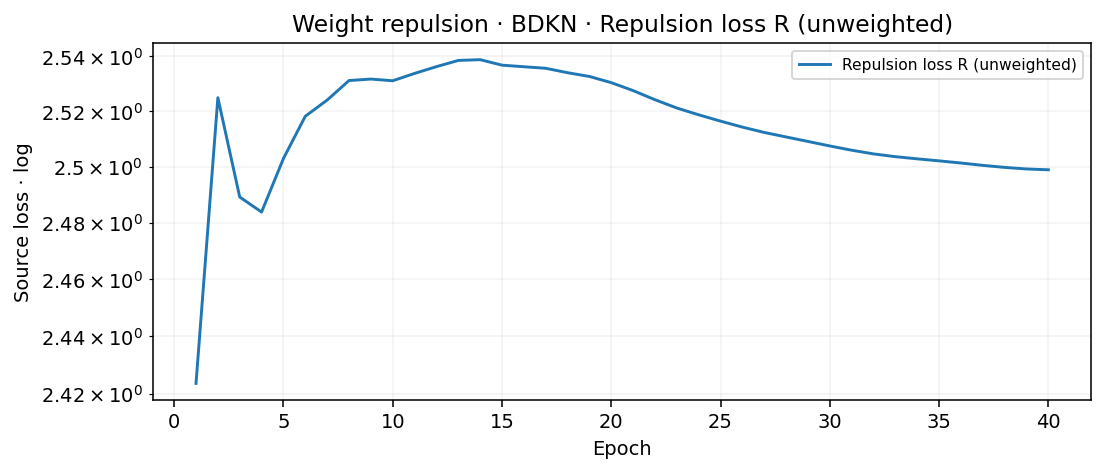 Weight repulsion · BDKN · Repulsion loss R (unweighted)
Repulsion loss R (unweighted)
Source loss · log
2.54 × 10⁰
2.52 × 10⁰
2.5 × 10⁰
2.48 × 10⁰
2.46 × 10⁰
2.44 × 10⁰
2.42 × 10⁰
0 5 10 15 20 25 30 35 40
Epoch